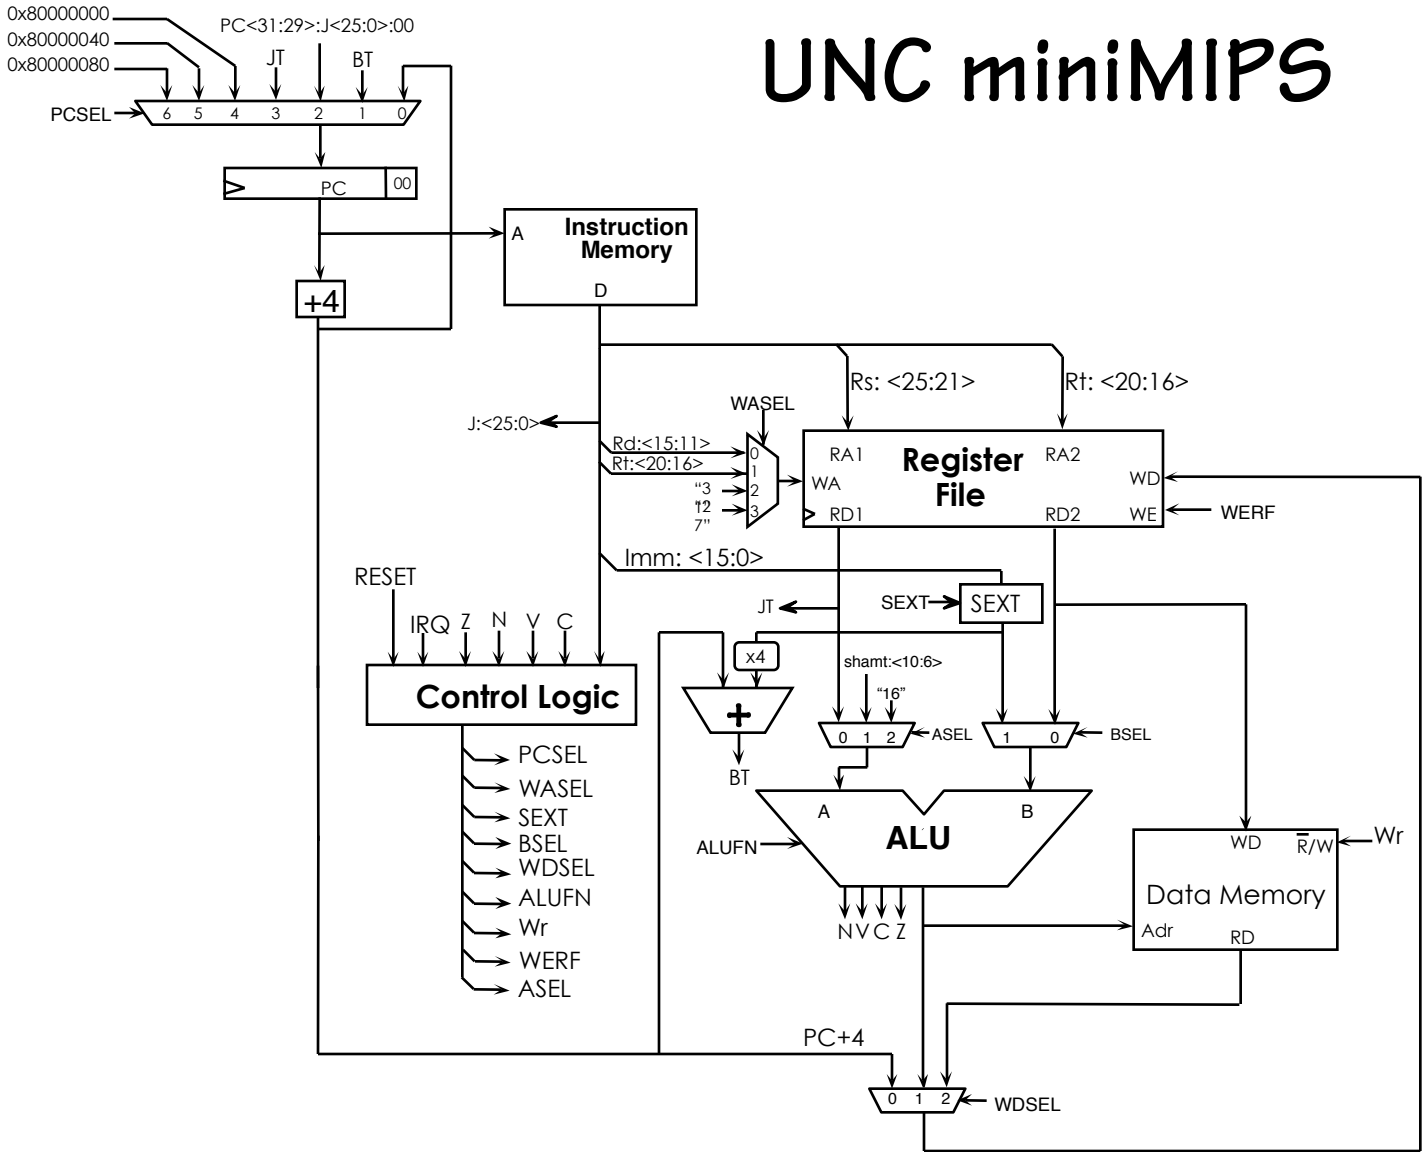 UNC miniMIPS
0x80000000
0x80000040
0x80000080
PC<31:29>:J<25:0>:00
JT
BT
PCSEL
6 5 4 3 2 1 0
PC
00
+4
A
Instruction
Memory
D
Rs: <25:21>
Rt: <20:16>
J:<25:0>
WASEL
Rd:<15:11>
Rt:<20:16>
"3
1"
"2
7"
0
1
2
3
RA1
Register
File
RA2
WA
WD
RD1
RD2
WE
WERF
Imm: <15:0>
RESET
IRQ
Z
N
V
C
JT
SEXT
SEXT
x4
shamt:<10:6>
"16"
Control Logic
+
0 1 2
ASEL
1 0
BSEL
BT
PCSEL
WASEL
SEXT
BSEL
WDSEL
ALUFN
Wr
WERF
ASEL
A
B
ALU
ALUFN
N V C Z
WD
R/W
Wr
Data Memory
Adr
RD
PC+4
0 1 2
WDSEL